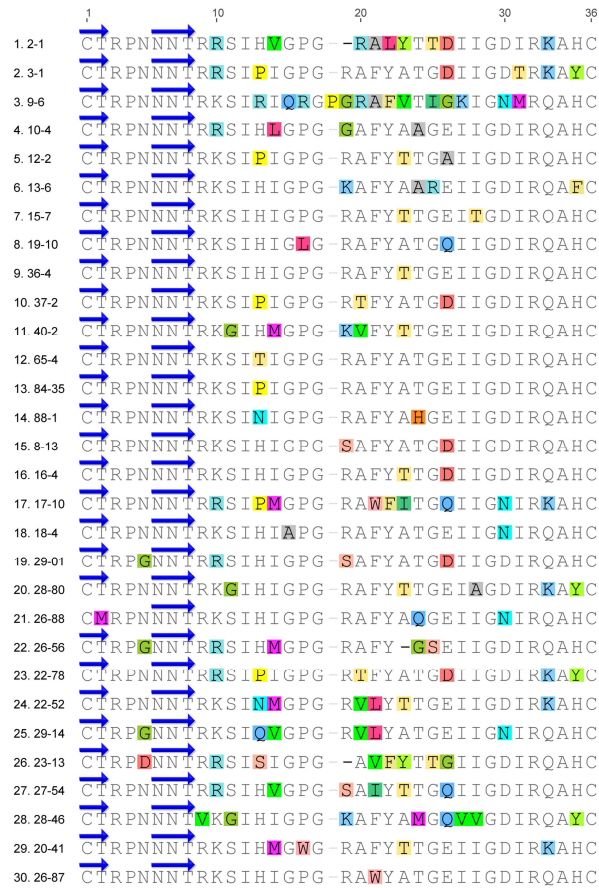 1 10 20 30 36
1. 2-1 CTRPNNNTRRSIHVGPG--RALYTTDIIGDIRKAHC
2. 3-1 CTRPNNNTRRSIPIGPG-RAFYATGDIIGDTRKAYC
3. 9-6 CTRPNNNTRKSIRIQRGPGRAFVTIGKIGNMRQAHC
4. 10-4 CTRPNNNTRRSIHLGPG-GAFYAAGEIIGDIRQAHC
5. 12-2 CTRPNNNTRKSIPIGPG-RAFYTTGAIIGDIRQAHC
6. 13-6 CTRPNNNTRKSIHIGPG-KAFYAAREIIGDIRQAFC
7. 15-7 CTRPNNNTRKSIHIGPG-RAFYTTGEITGDIRQAHC
8. 19-10 CTRPNNNTRKSIHIGLG-RAFYATGQIIGDIRQAHC
9. 36-4 CTRPNNNTRKSIHIGPG-RAFYTTGEIIGDIRQAHC
10. 37-2 CTRPNNNTRKSIPIGPG-RTFYATGDIIGDIRQAHC
11. 40-2 CTRPNNNTRKGIHMGPG-KVFYTTGEIIGDIRQAHC
12. 65-4 CTRPNNNTRKSITIGPG-RAFYATGEIIGDIRQAHC
13. 84-35 CTRPNNNTRKSIPIGPG-RAFYATGEIIGDIRQAHC
14. 88-1 CTRPNNNTRKSINIGPG-RAFYAHGEIIGDIRQAHC
15. 8-13 CTRPNNNTRKSIHIGPG-SAFYATGDIIGDIRQAHC
16. 16-4 CTRPNNNTRKSIHIGPG-RAFYTTGDIIGDIRQAHC
17. 17-10 CTRPNNNTRRSIPMGPG-RAWFITGQIIGNIRKAHC
18. 18-4 CTRPNNNTRKSIHIAPG-RAFYATGEIIGNIRQAHC
19. 29-01 CTRPGNNTRRSIHIGPG-SAFYATGDIIGDIRQAHC
20. 28-80 CTRPNNNTRKGIHIGPG-RAFYTTGEIAGDIRKAYC
21. 26-88 CMRPNNNTRKSIHIGPG-RAFYAQGEIIGNIRQAHC
22. 26-56 CTRPGNNTRRSIHMGPG-RAFY-GSEIIGDIRQAHC
23. 22-78 CTRPNNNTRRSIPIGPG-RTFYATGDIIGDIRKAYC
24. 22-52 CTRPNNNTRKSINMGPG-RVLYTTGEIIGDIRKAHC
25. 29-14 CTRPGNNTRKSIQVGPG-RVLYATGEIIGNIRQAHC
26. 23-13 CTRPDNNTRRSISIGPG--AVFYTTGIIGDIRQAHC
27. 27-54 CTRPNNNTRRSIHVGPG-SAIYTTGQIIGDIRQAHC
28. 28-46 CTRPNNNTVKGIHIGPG-KAFYAMGQVVGDIRQAYC
29. 20-41 CTRPNNNTRKSIHMGWG-RAFYTTGEIIGDIRKAHC
30. 26-87 CTRPNNNTRKSIHIGPG-RAWYATGEIIGDIRQAHC